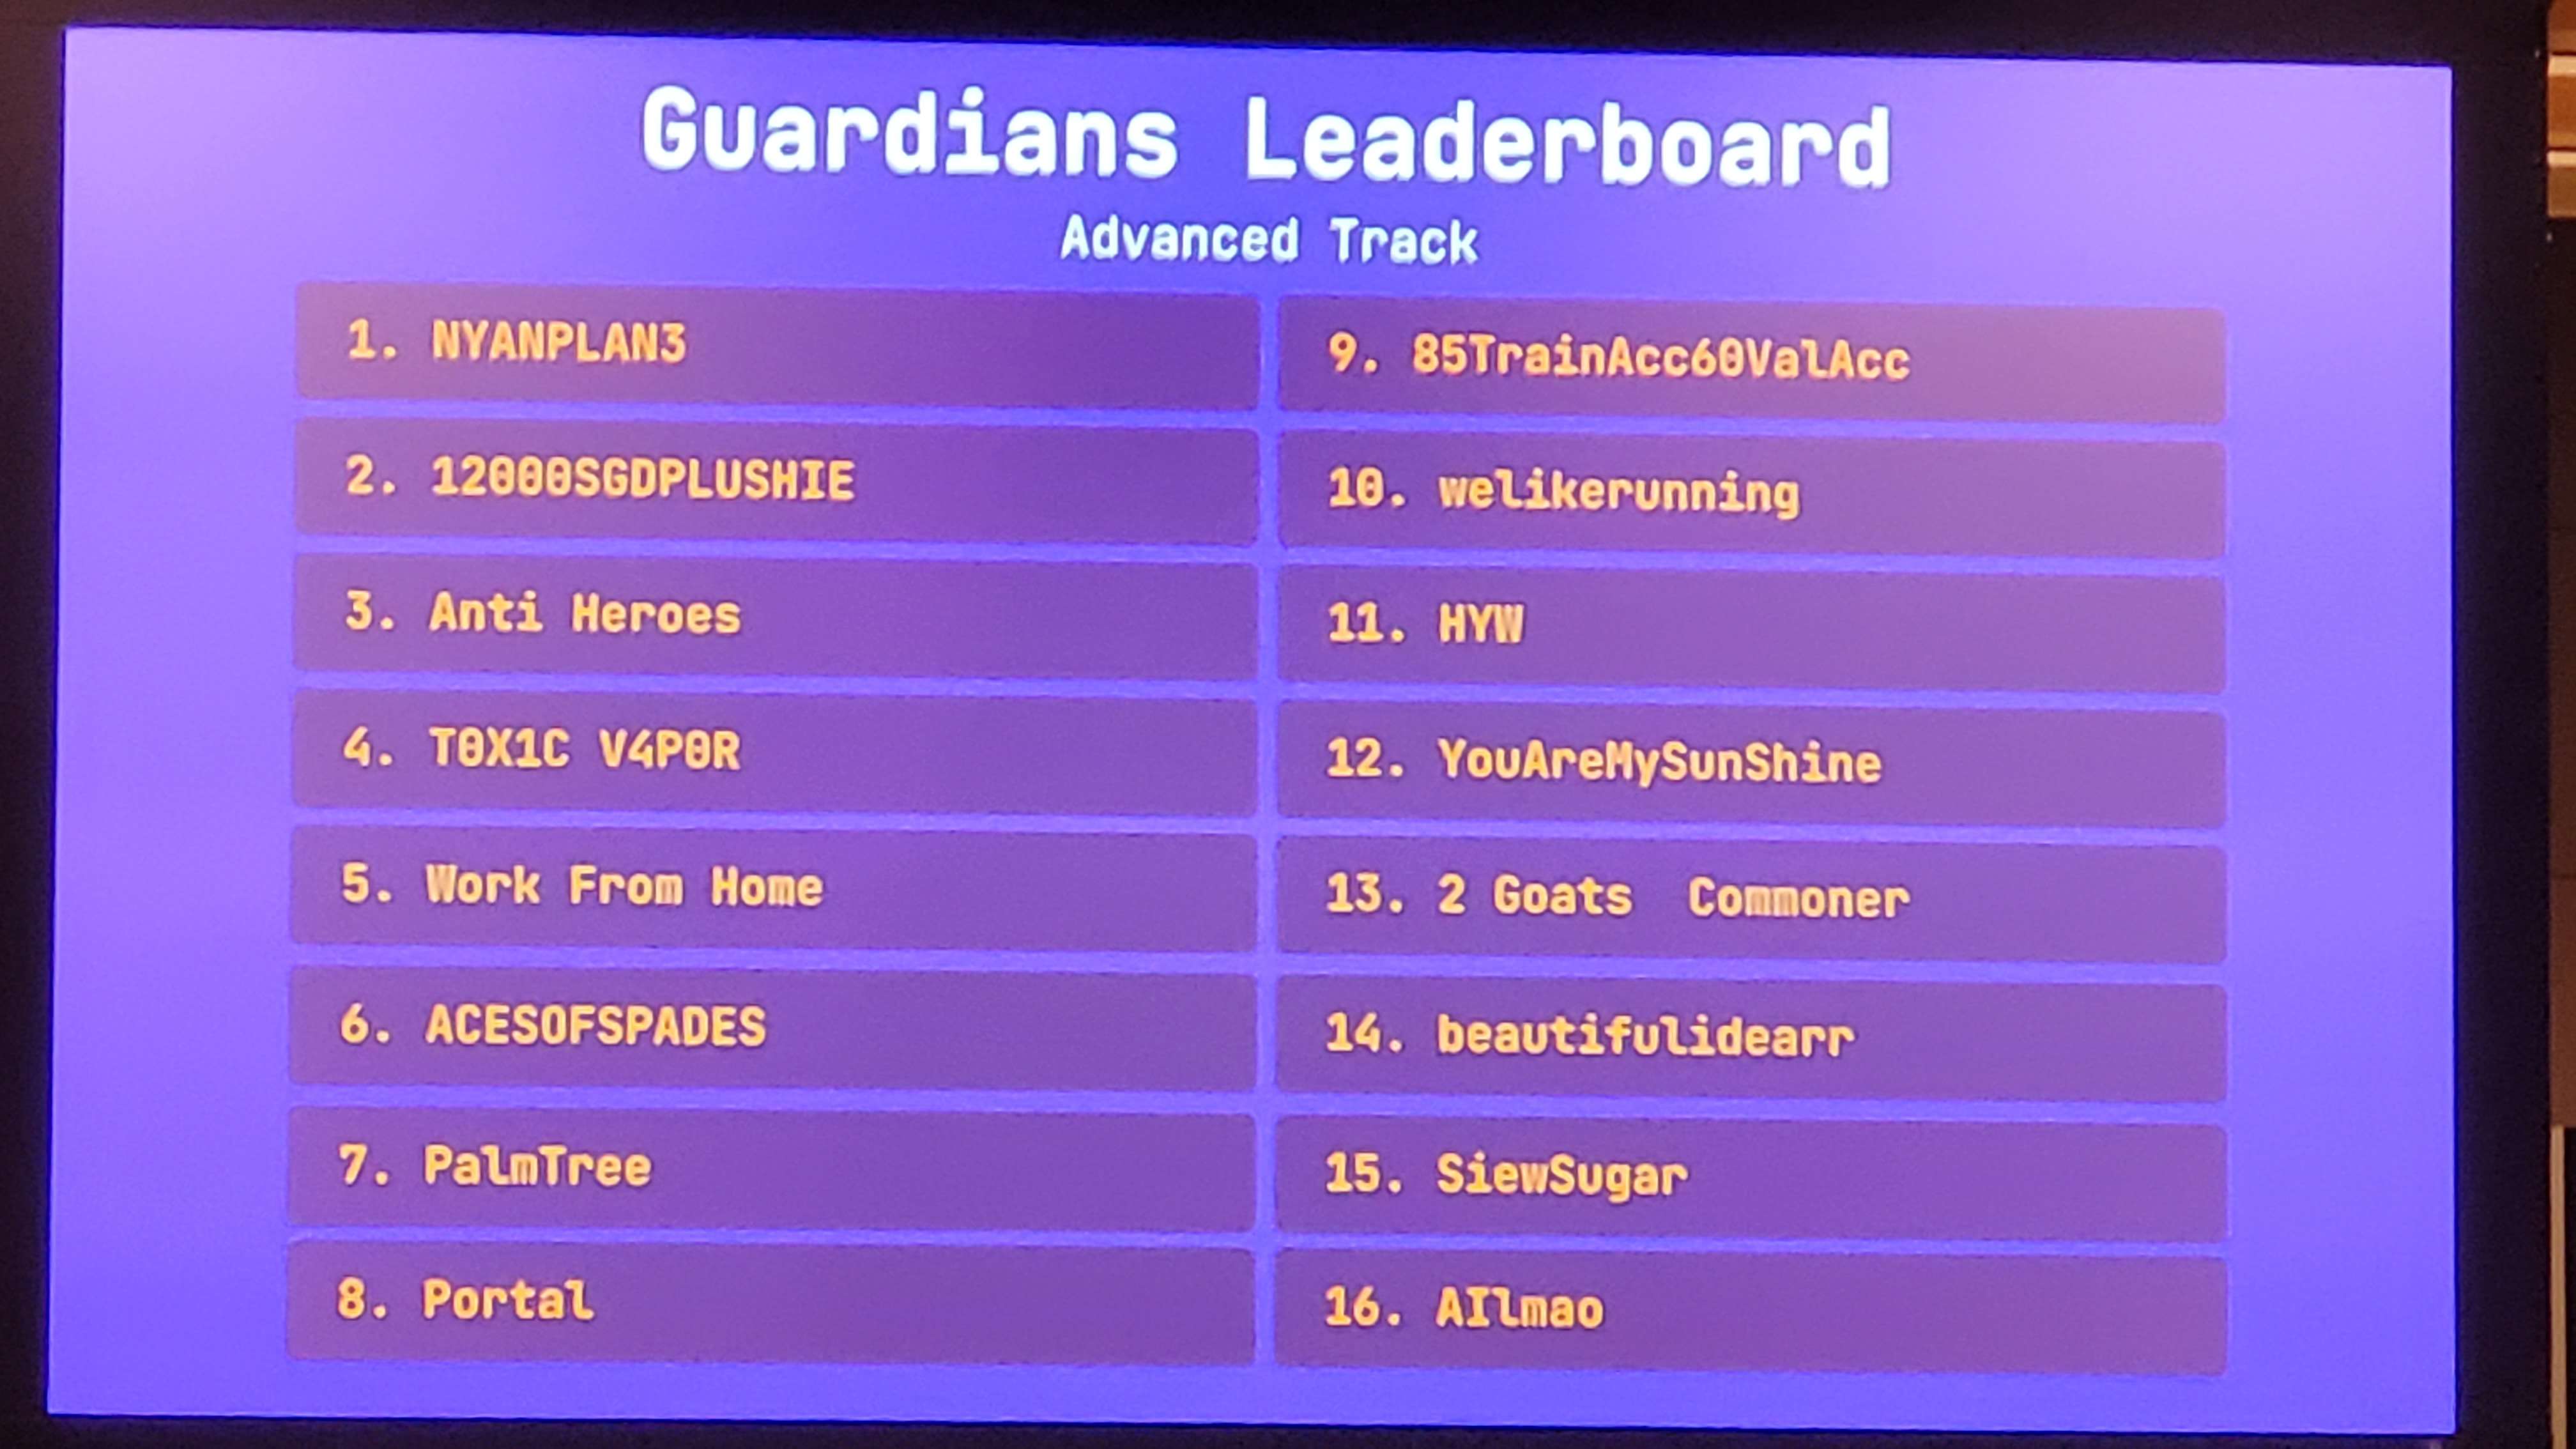 Guardians Leaderboard
Advanced Track
1. NYANPLAN3
2. 12000SGDPLUSHIE
3. Anti Heroes
4. T0X1C V4P0R
5. Work From Home
6. ACESOFSPADES
7. PalmTree
8. Portal
9. 85TrainAcc60ValAcc
10. welikerunning
11. HYW
12. YouAreMySunShine
13. 2 Goats  Commoner
14. beautifulidearr
15. SiewSugar
16. AIlmao